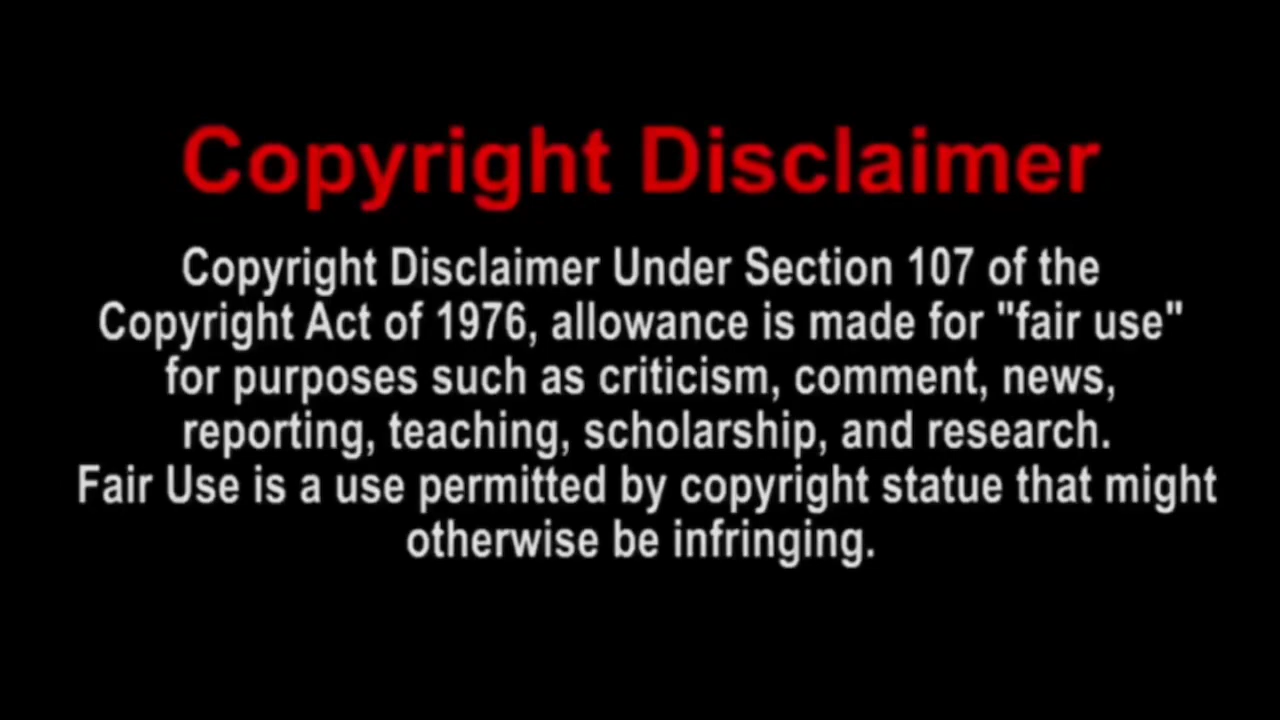 Copyright Disclaimer
Copyright Disclaimer Under Section 107 of the
Copyright Act of 1976, allowance is made for "fair use"
for purposes such as criticism, comment, news,
reporting, teaching, scholarship, and research.
Fair Use is a use permitted by copyright statue that might
otherwise be infringing.